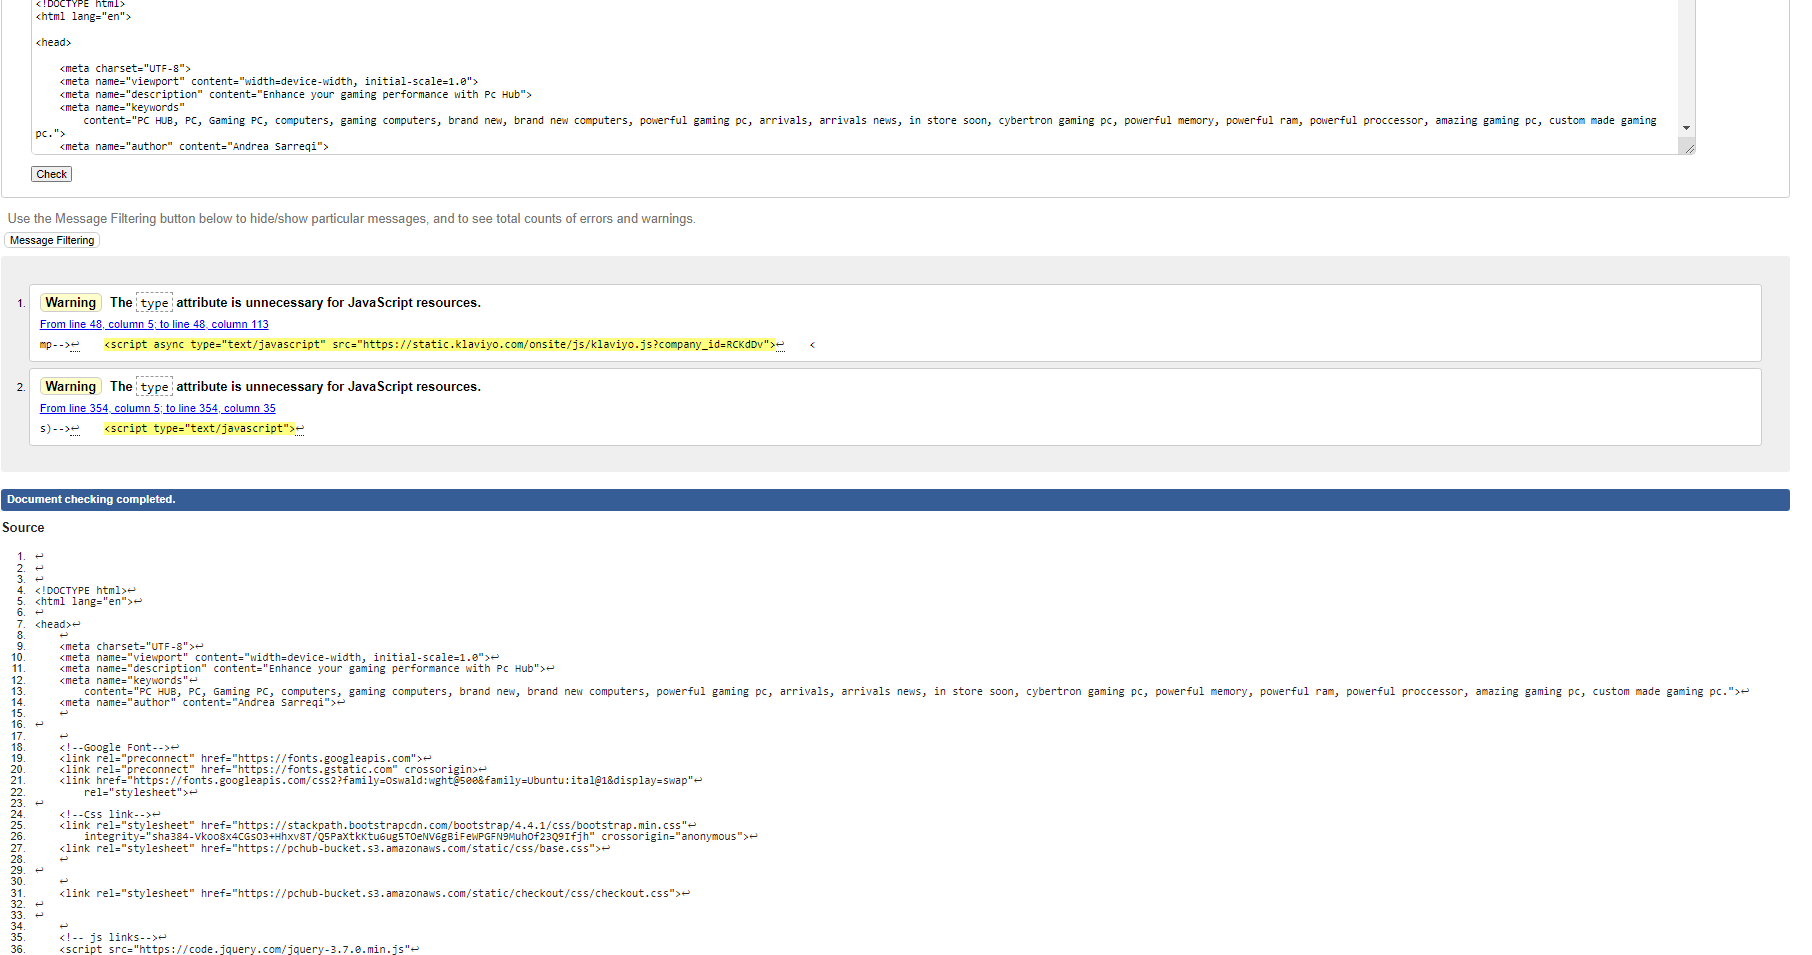 <!DOCTYPE html>
<html lang="en">
<head>
<meta charset="UTF-8">
<meta name="viewport" content="width=device-width, initial-scale=1.0">
<meta name="description" content="Enhance your gaming performance with Pc Hub">
<meta name="keywords"
content="PC HUB, PC, Gaming PC, computers, gaming computers, brand new, brand new computers, powerful gaming pc, arrivals, arrivals news, in store soon, cybertron gaming pc, powerful memory, powerful ram, powerful proccessor, amazing gaming pc, custom made gaming
pc.">
<meta name="author" content="Andrea Sarreqi">
Check
Use the Message Filtering button below to hide/show particular messages, and to see total counts of errors and warnings.
Message Filtering
1. Warning The type attribute is unnecessary for JavaScript resources.
From line 48, column 5; to line 48, column 113
mp-->↩ <script async type="text/javascript" src="https://static.klaviyo.com/onsite/js/klaviyo.js?company_id=RCKdDv">↩ <
2. Warning The type attribute is unnecessary for JavaScript resources.
From line 354, column 5; to line 354, column 35
s)-->↩ <script type="text/javascript">↩
Document checking completed.
Source
1. ↩
2. ↩
3. ↩
4. <!DOCTYPE html>↩
5. <html lang="en">↩
6. ↩
7. <head>↩
8. ↩
9. <meta charset="UTF-8">↩
10. <meta name="viewport" content="width=device-width, initial-scale=1.0">↩
11. <meta name="description" content="Enhance your gaming performance with Pc Hub">↩
12. <meta name="keywords"↩
13. content="PC HUB, PC, Gaming PC, computers, gaming computers, brand new, brand new computers, powerful gaming pc, arrivals, arrivals news, in store soon, cybertron gaming pc, powerful memory, powerful ram, powerful proccessor, amazing gaming pc, custom made gaming pc.">↩
14. <meta name="author" content="Andrea Sarreqi">↩
15. ↩
16. ↩
17. ↩
18. <!--Google Font-->↩
19. <link rel="preconnect" href="https://fonts.googleapis.com">↩
20. <link rel="preconnect" href="https://fonts.gstatic.com" crossorigin>↩
21. <link href="https://fonts.googleapis.com/css2?family=Oswald:wght@500&family=Ubuntu:ital@1&display=swap"↩
22. rel="stylesheet">↩
23. ↩
24. <!--Css link-->↩
25. <link rel="stylesheet" href="https://stackpath.bootstrapcdn.com/bootstrap/4.4.1/css/bootstrap.min.css"↩
26. integrity="sha384-Vkoo8x4CGsO3+Hhxv8T/Q5PaXtkKtu6ug5TOeNV6gBiFeWPGFN9MuhOf23Q9Ifjh" crossorigin="anonymous">↩
27. <link rel="stylesheet" href="https://pchub-bucket.s3.amazonaws.com/static/css/base.css">↩
28. ↩
29. ↩
30. ↩
31. <link rel="stylesheet" href="https://pchub-bucket.s3.amazonaws.com/static/checkout/css/checkout.css">↩
32. ↩
33. ↩
34. ↩
35. <!-- js links-->↩
36. <script src="https://code.jquery.com/jquery-3.7.0.min.js"↩